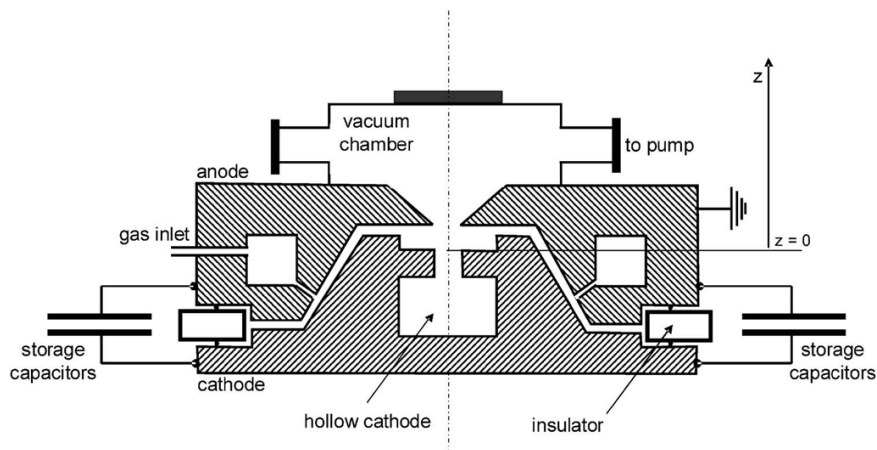 z
vacuum
chamber
to pump
anode
gas inlet
z = 0
storage
capacitors
storage
capacitors
cathode
hollow cathode
insulator